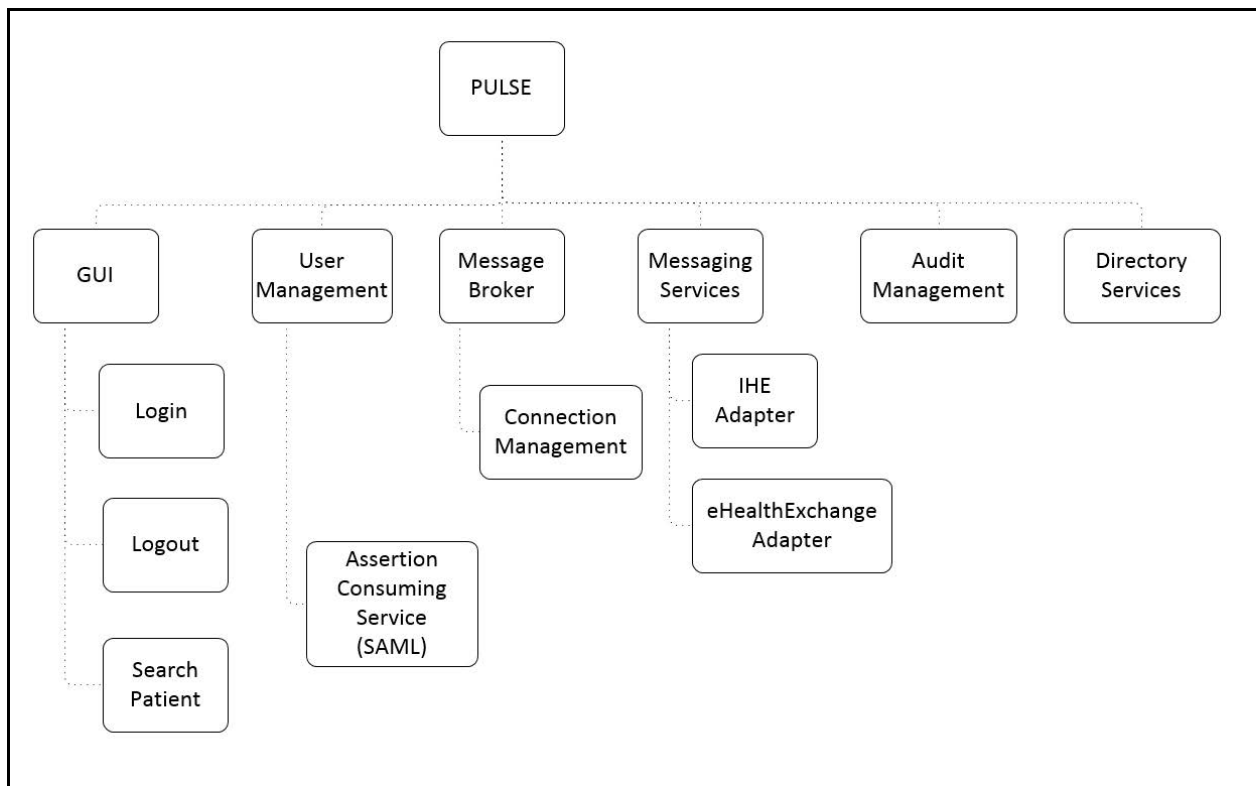 PULSE
GUI
User
Management
Message
Broker
Messaging
Services
Audit
Management
Directory
Services
Login
Logout
Search
Patient
Assertion
Consuming
Service
(SAML)
Connection
Management
IHE
Adapter
eHealthExchange
Adapter